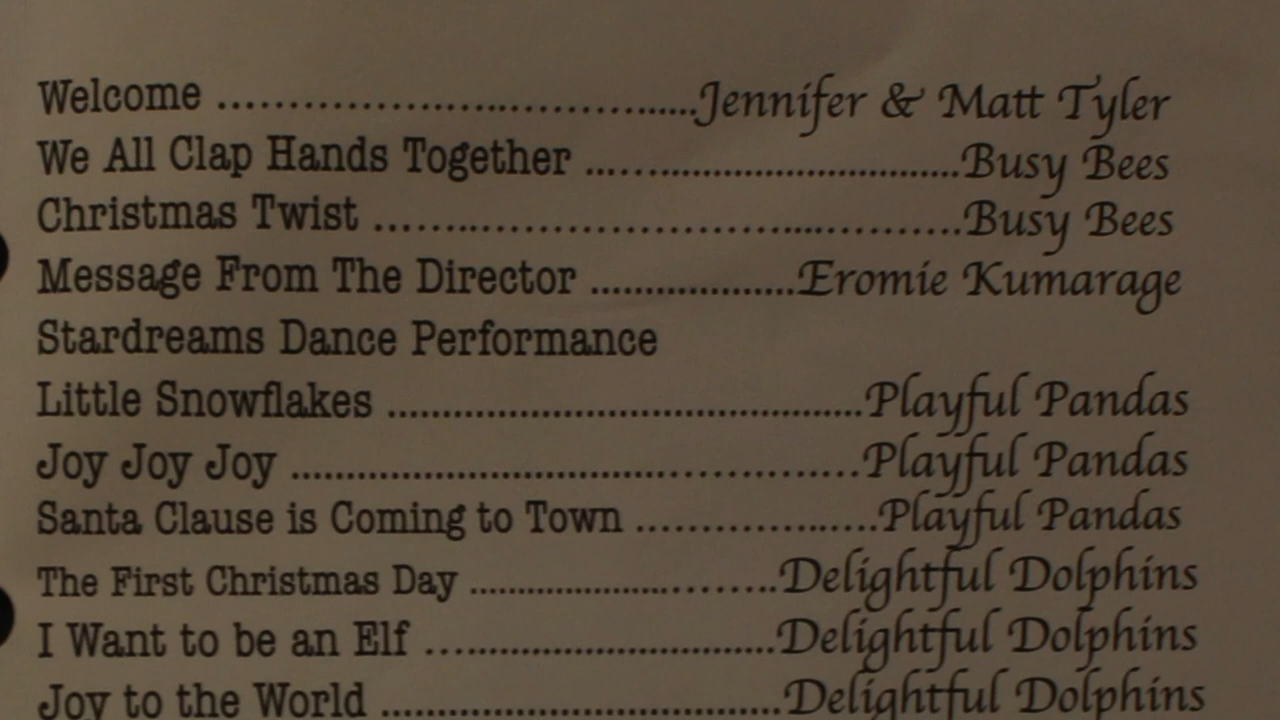 Welcome ..........................................Jennifer & Matt Tyler
We All Clap Hands Together ...................................Busy Bees
Christmas Twist ..................................................Busy Bees
Message From The Director ....................Eromie Kumarage
Stardreams Dance Performance
Little Snowflakes ..............................................Playful Pandas
Joy Joy Joy ....................................................Playful Pandas
Santa Clause is Coming to Town .....................Playful Pandas
The First Christmas Day ..............................Delightful Dolphins
I Want to be an Elf ..................................Delightful Dolphins
Joy to the World ......................................Delightful Dolphins